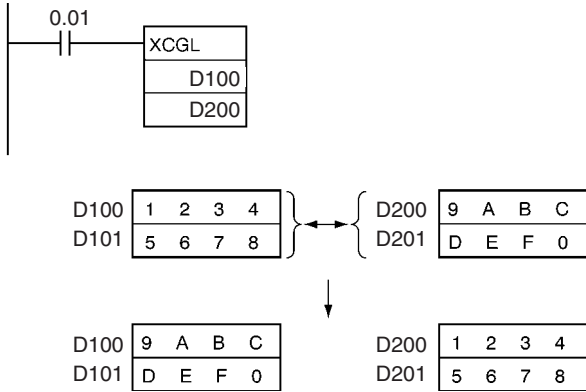 0.01
XCGL
D100
D200
D100 1 2 3 4 D200 9 A B C
D101 5 6 7 8 D201 D E F 0
D100 9 A B C D200 1 2 3 4
D101 D E F 0 D201 5 6 7 8